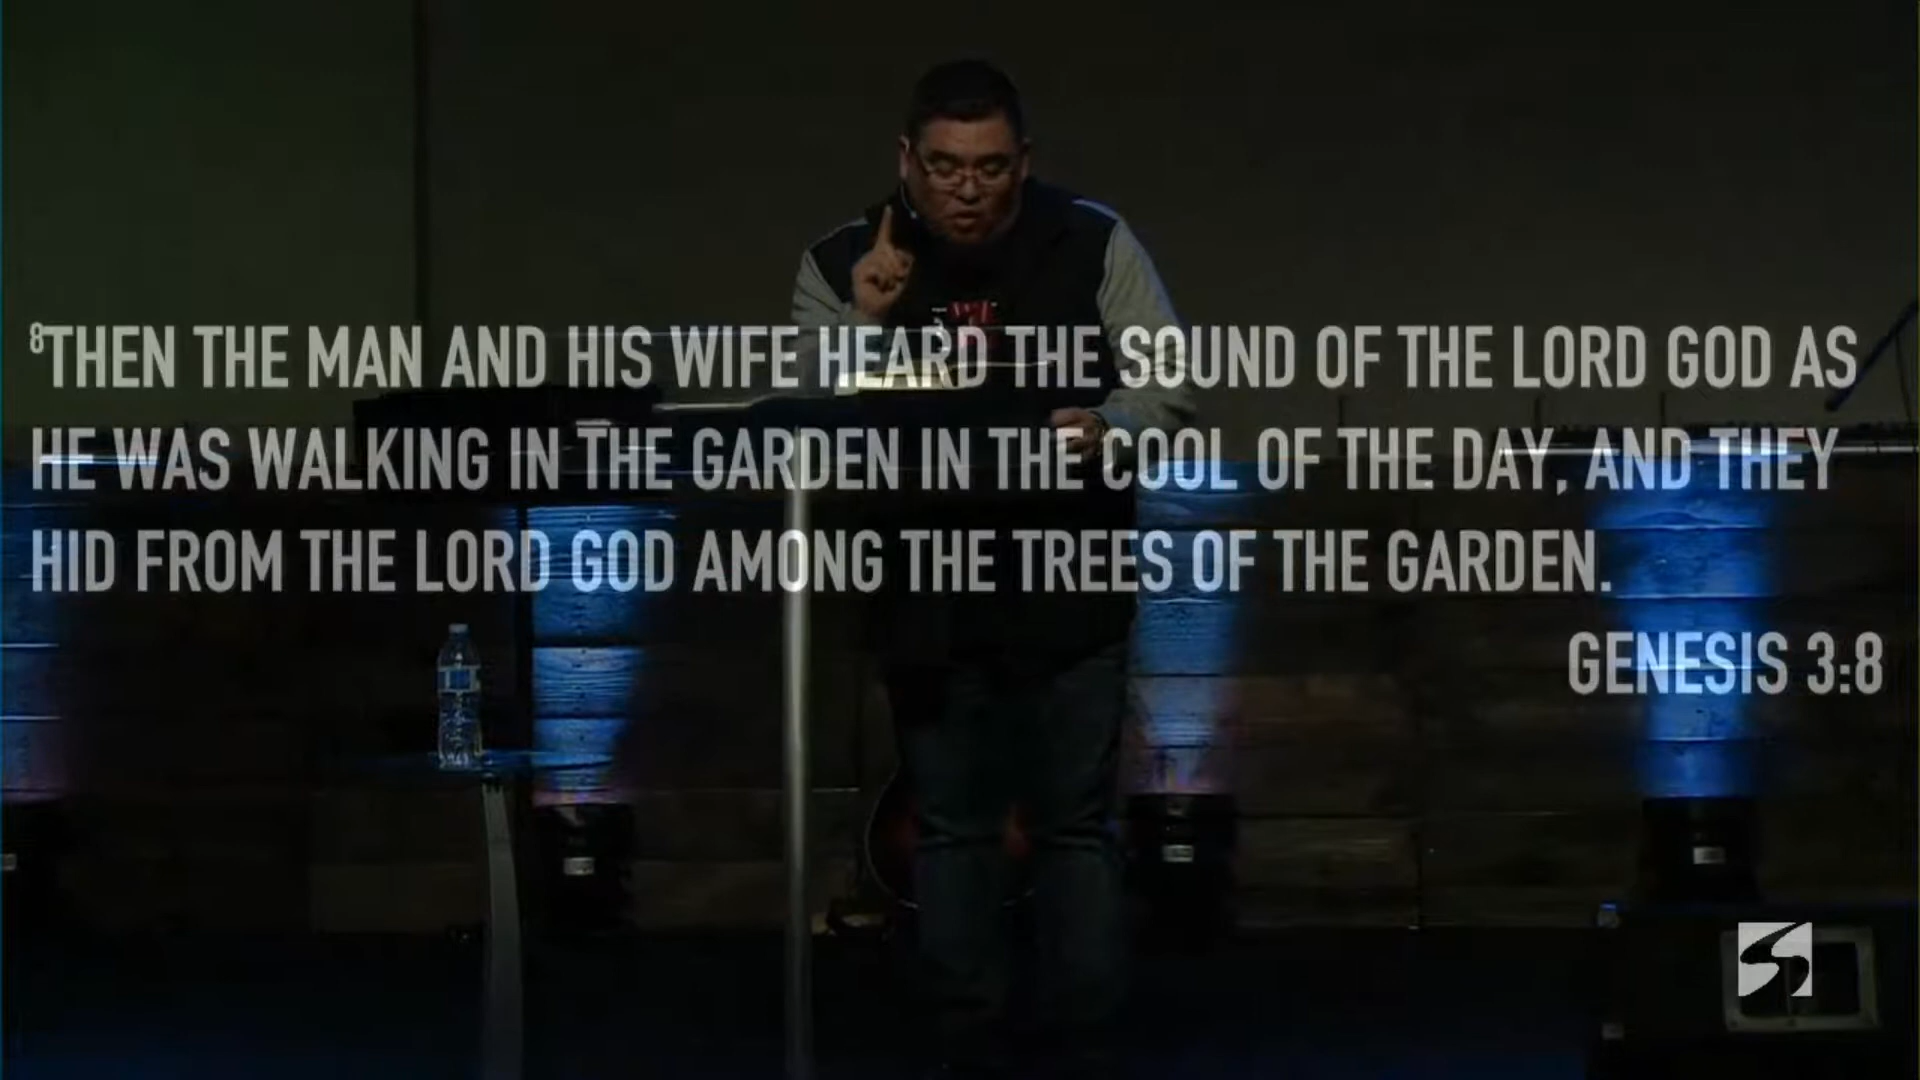 ⁸THEN THE MAN AND HIS WIFE HEARD THE SOUND OF THE LORD GOD AS
HE WAS WALKING IN THE GARDEN IN THE COOL OF THE DAY, AND THEY
HID FROM THE LORD GOD AMONG THE TREES OF THE GARDEN.
GENESIS 3:8